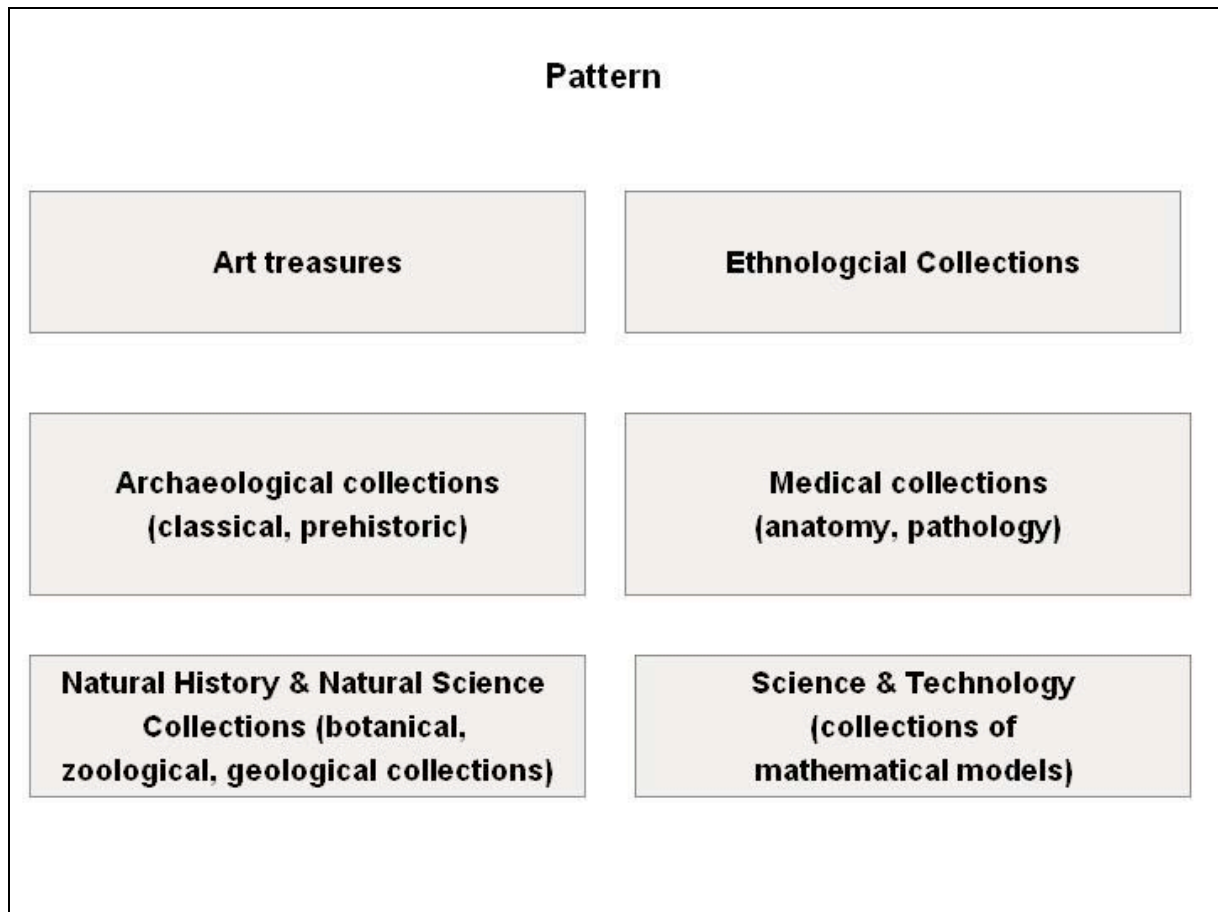 Pattern
Art treasures
Ethnologcial Collections
Archaeological collections
(classical, prehistoric)
Medical collections
(anatomy, pathology)
Natural History & Natural Science
Collections (botanical,
zoological, geological collections)
Science & Technology
(collections of
mathematical models)